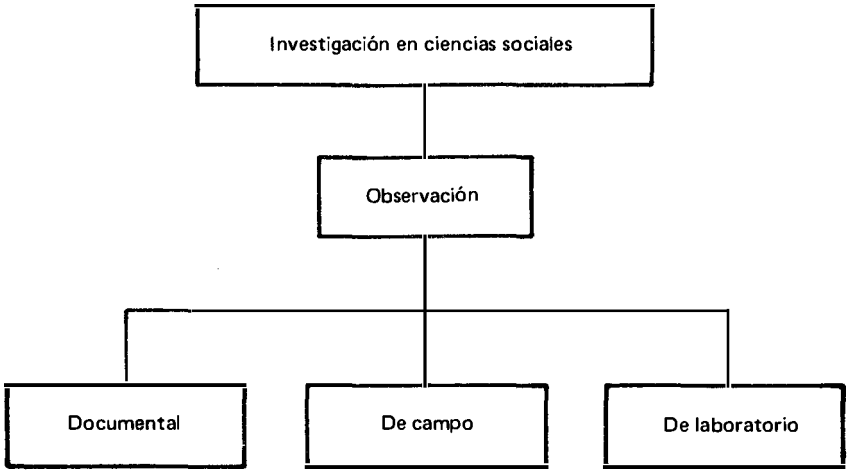 Investigación en ciencias sociales
Observación
Documental
De campo
De laboratorio